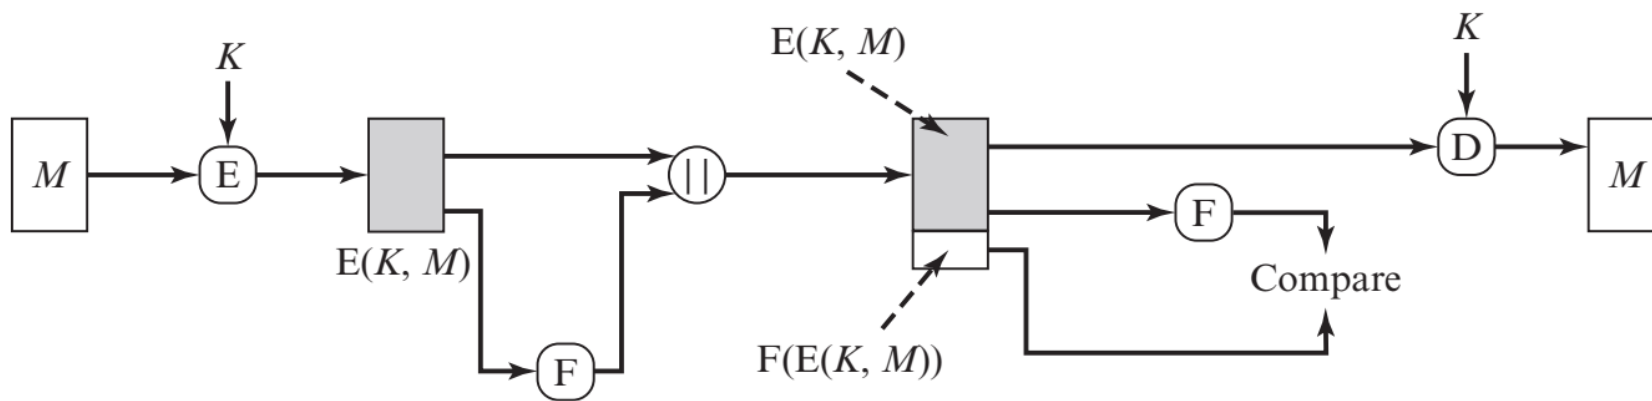 K
M
E
E(K, M)
F
||
E(K, M)
F(E(K, M))
F
Compare
K
D
M